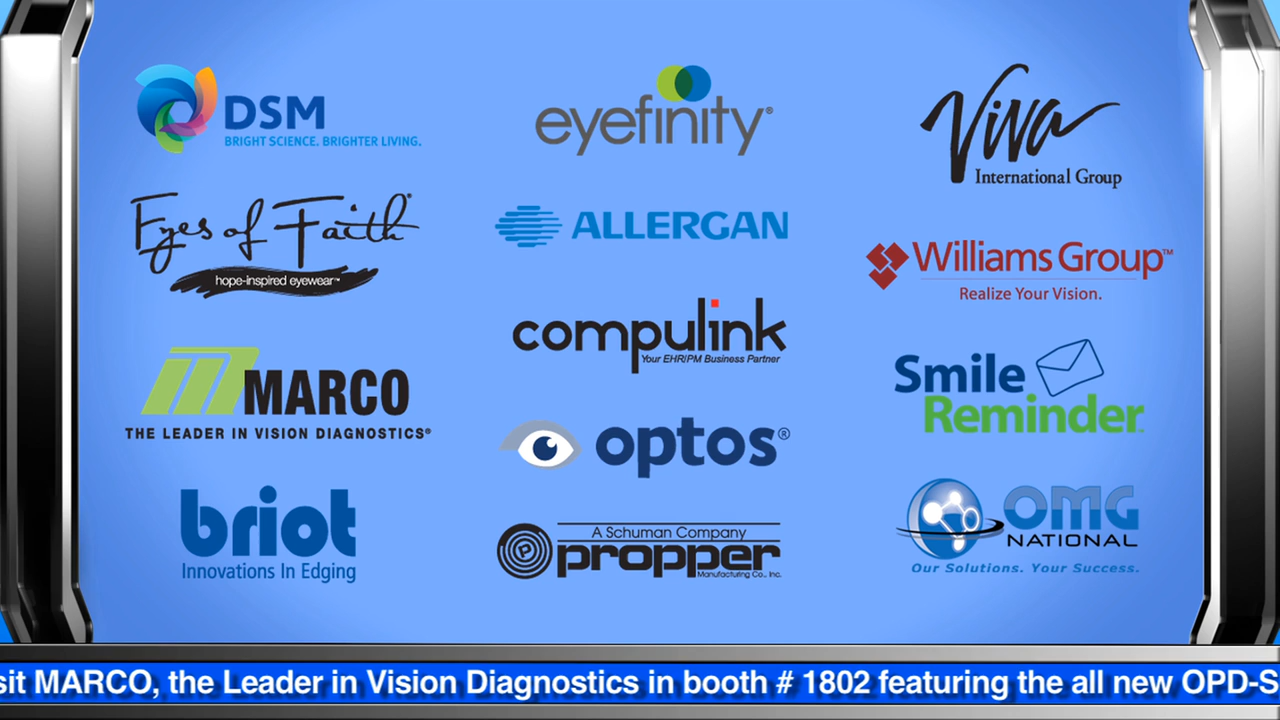 DSM
BRIGHT SCIENCE. BRIGHTER LIVING.
eyefinity®
Viva
International Group
Eyes of Faith®
hope-inspired eyewear™
ALLERGAN
Williams Group™
Realize Your Vision.
compulink
Your EHR/PM Business Partner
MARCO
THE LEADER IN VISION DIAGNOSTICS®
Smile
Reminder
optos®
briot
Innovations In Edging
A Schuman Company
P
propper
Manufacturing Co., Inc.
OMG
NATIONAL
Our Solutions. Your Success.
sit MARCO, the Leader in Vision Diagnostics in booth # 1802 featuring the all new OPD-S